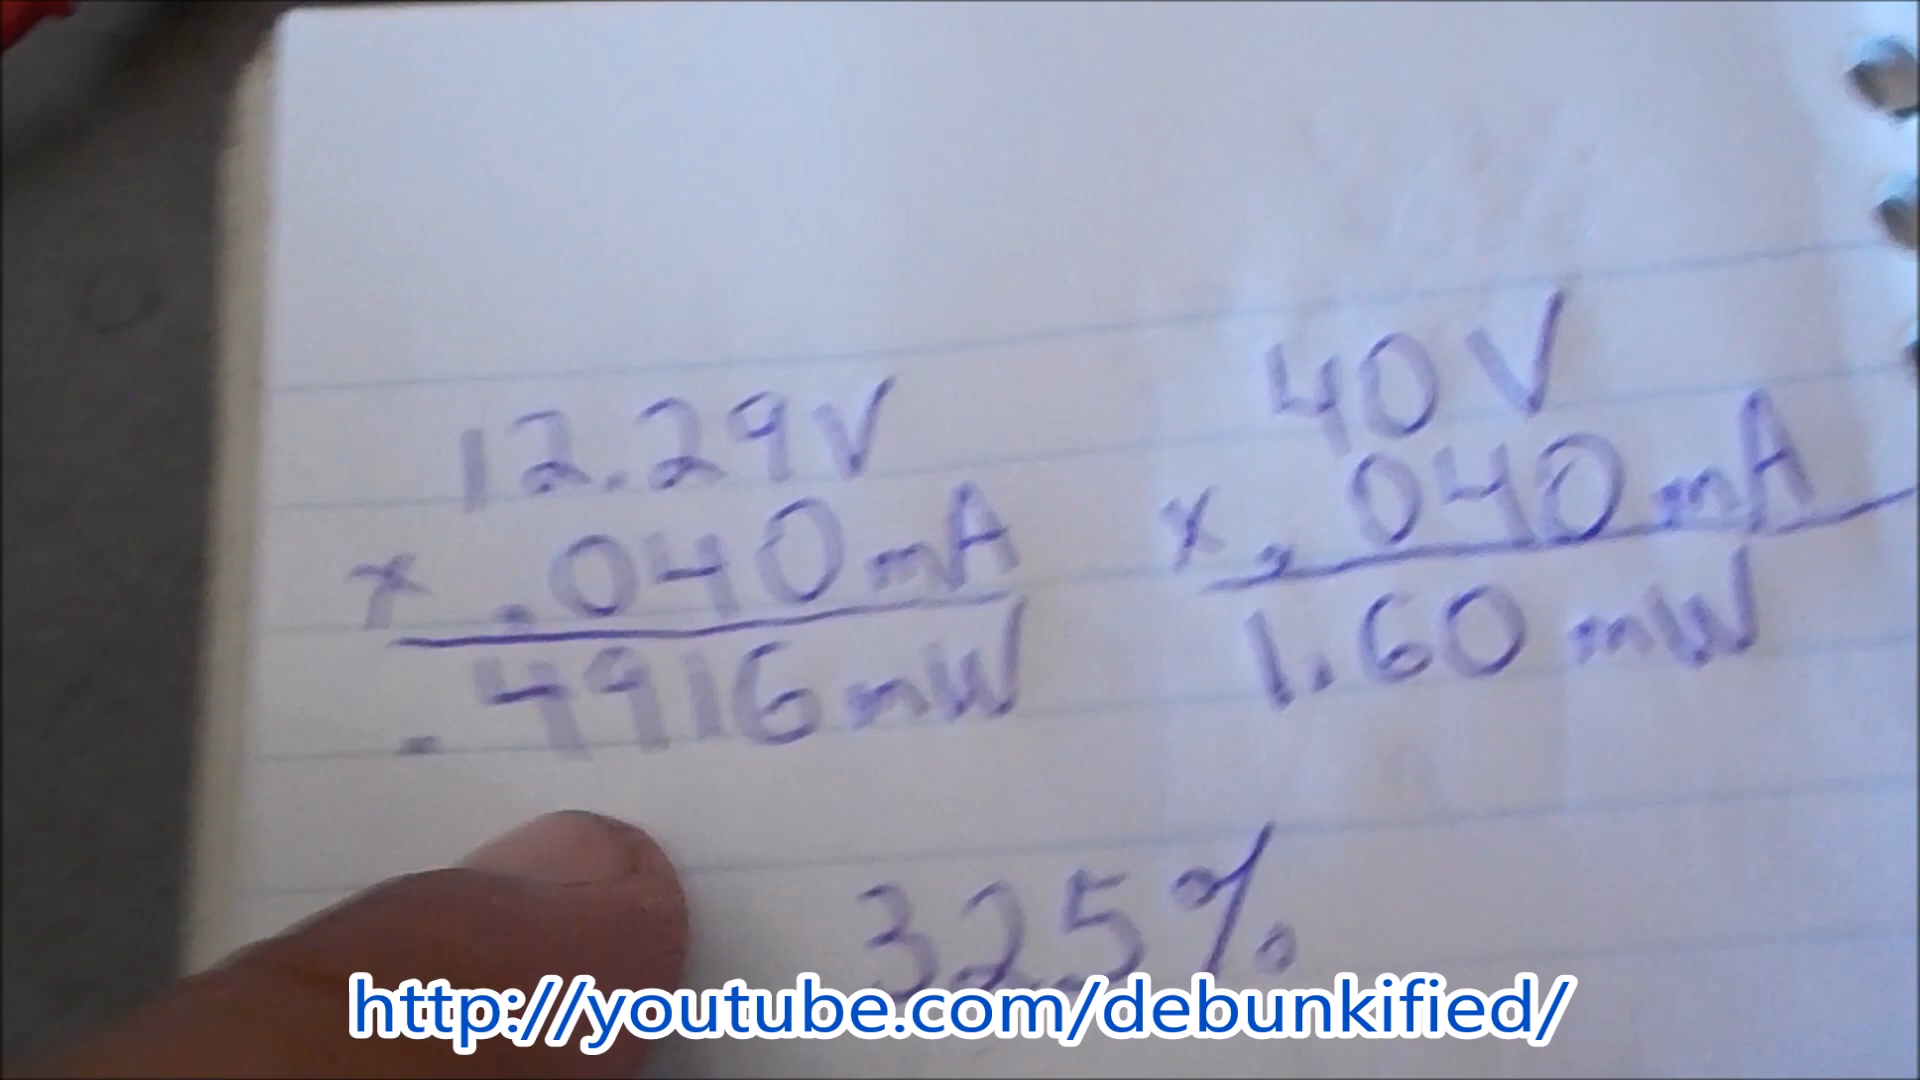 12.29V
x .040mA
.4916mW
40V
x .040mA
1.60mW
325%
http://youtube.com/debunkified/